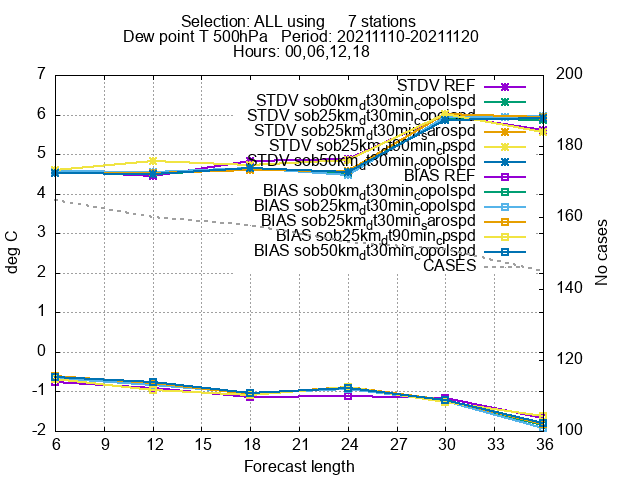 Selection: ALL using 7 stations
Dew point T 500hPa Period: 20211110-20211120
Hours: 00,06,12,18
7
6
5
4
3
2
1
0
-1
-2
deg C
200
180
160
140
120
100
No cases
STDV REF
STDV sob0km_dt30min_copolspd
STDV sob25km_dt30min_copolspd
STDV sob25km_dt30min_sarospd
STDV sob25km_dt90min_cpspd
STDV sob50km_dt30min_copolspd
BIAS REF
BIAS sob0km_dt30min_copolspd
BIAS sob25km_dt30min_copolspd
BIAS sob25km_dt30min_sarospd
BIAS sob25km_dt90min_cpspd
BIAS sob50km_dt30min_copolspd
CASES
6 9 12 15 18 21 24 27 30 33 36
Forecast length